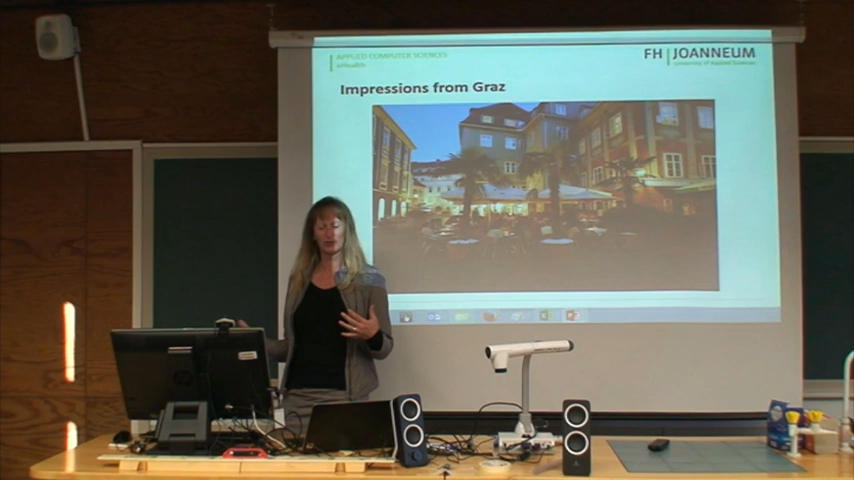 APPLIED COMPUTER SCIENCES
eHealth
FH | JOANNEUM
University of Applied Sciences
Impressions from Graz